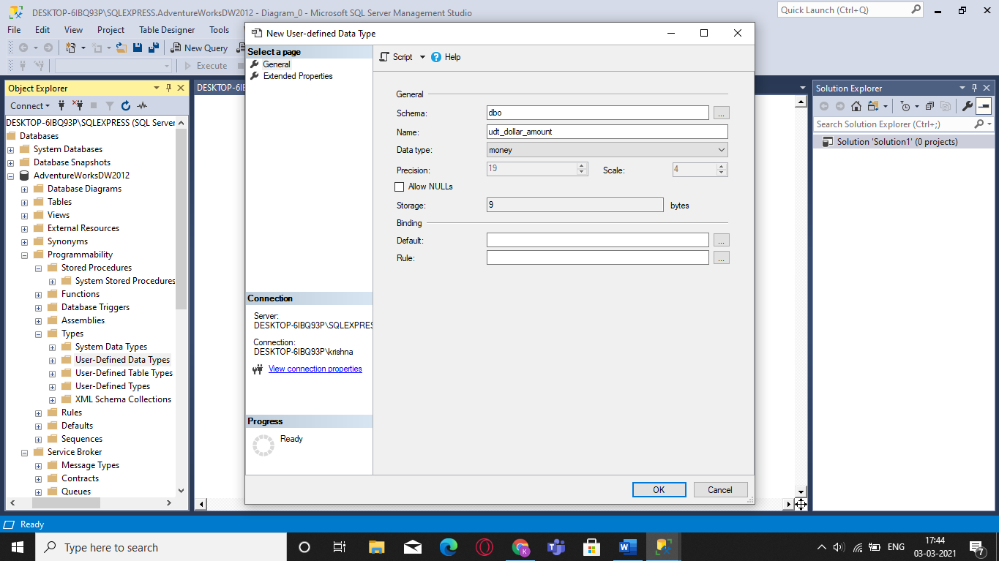 DESKTOP-6IBQ93P\SQLEXPRESS.AdventureWorksDW2012 - Diagram_0 - Microsoft SQL Server Management Studio
Quick Launch (Ctrl+Q)
File Edit View Project Table Designer Tools
New Query
Execute
New User-defined Data Type
Select a page
General
Extended Properties
Script Help
General
Schema: dbo ...
Name: udt_dollar_amount
Data type: money
Precision: 19 Scale: 4
Allow NULLs
Storage: 9 bytes
Binding
Default: ...
Rule: ...
Connection
Server:
DESKTOP-6IBQ93P\SQLEXPRES
Connection:
DESKTOP-6IBQ93P\krishna
View connection properties
Progress
Ready
OK Cancel
Object Explorer
Connect
DESKTOP-6IBQ93P\SQLEXPRESS (SQL Server
Databases
System Databases
Database Snapshots
AdventureWorksDW2012
Database Diagrams
Tables
Views
External Resources
Synonyms
Programmability
Stored Procedures
System Stored Procedures
Functions
Database Triggers
Assemblies
Types
System Data Types
User-Defined Data Types
User-Defined Table Types
User-Defined Types
XML Schema Collections
Rules
Defaults
Sequences
Service Broker
Message Types
Contracts
Queues
DESKTOP-6IB
Solution Explorer
Search Solution Explorer (Ctrl+;)
Solution 'Solution1' (0 projects)
Ready
Type here to search
K
ENG
17:44
03-03-2021
7